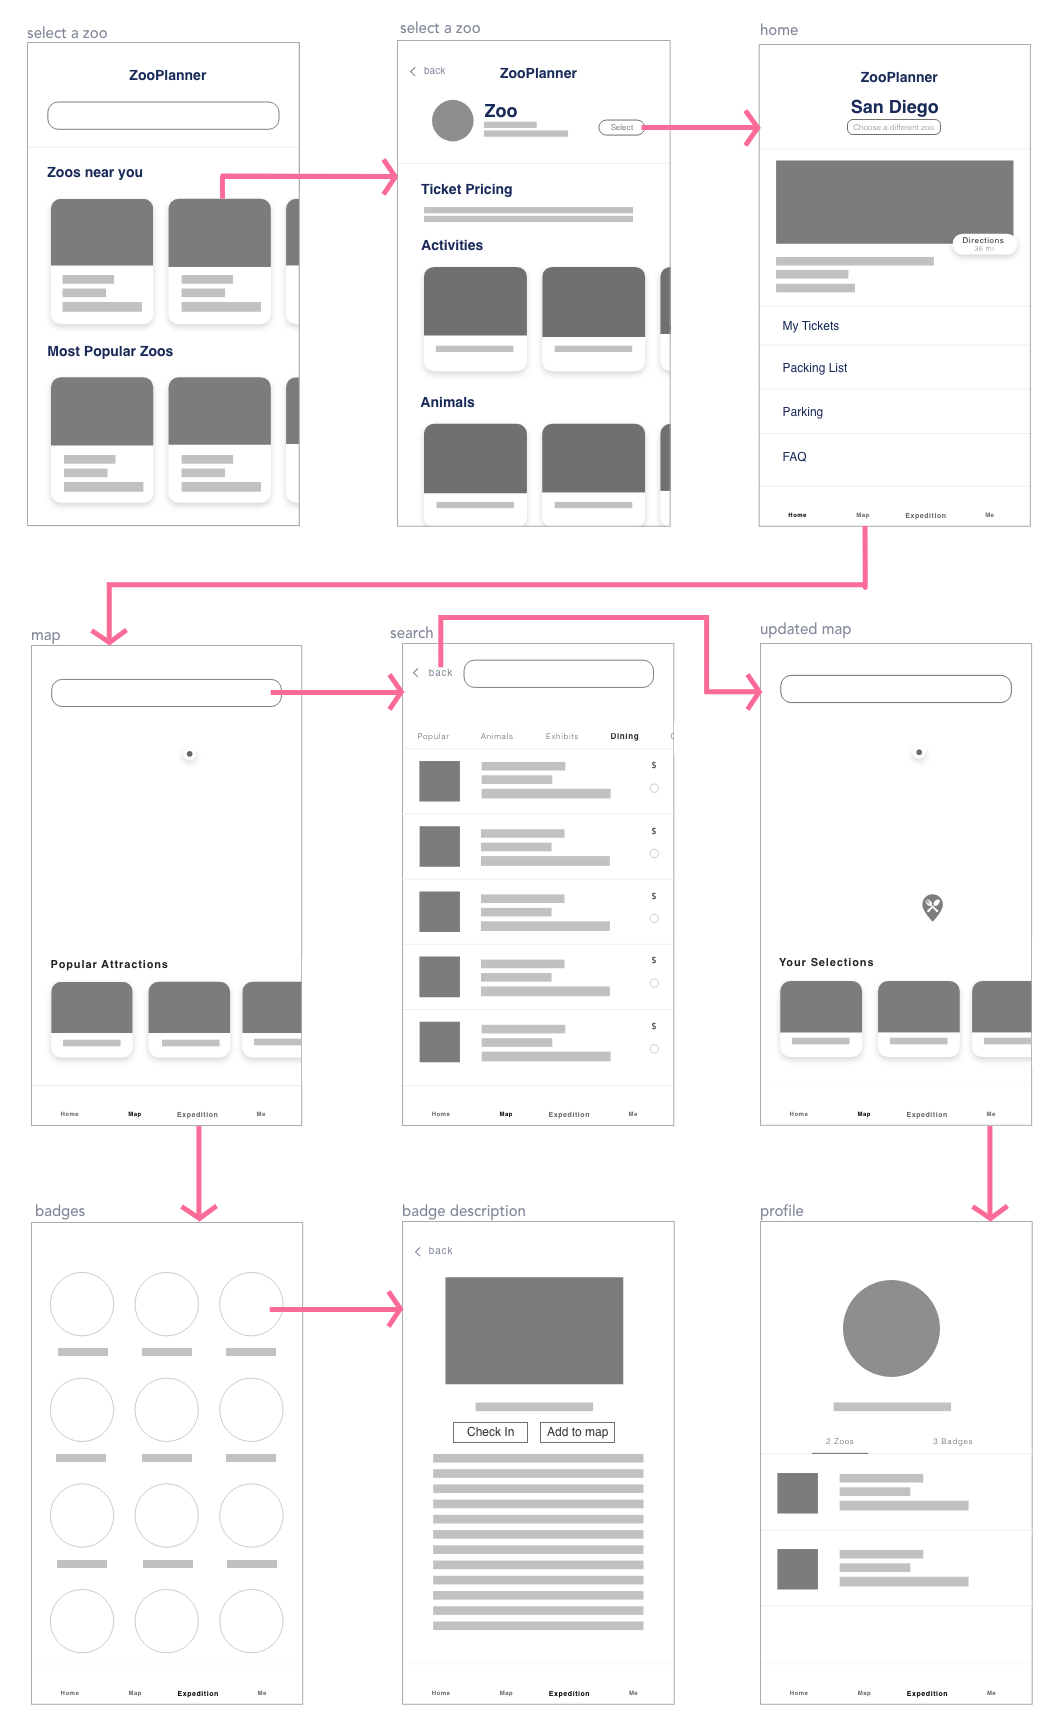 select a zoo
ZooPlanner
Zoos near you
Most Popular Zoos
select a zoo
back
ZooPlanner
Zoo
Select
Ticket Pricing
Activities
Animals
home
ZooPlanner
San Diego
Choose a different zoo
Directions
36 mi
My Tickets
Packing List
Parking
FAQ
Home Map Expedition Me
map
Popular Attractions
Home Map Expedition Me
search
back
Popular Animals Exhibits Dining
$
$
$
$
$
Home Map Expedition Me
updated map
Your Selections
Home Map Expedition Me
badges
Home Map Expedition Me
badge description
back
Check In Add to map
Home Map Expedition Me
profile
2 Zoos 3 Badges
Home Map Expedition Me